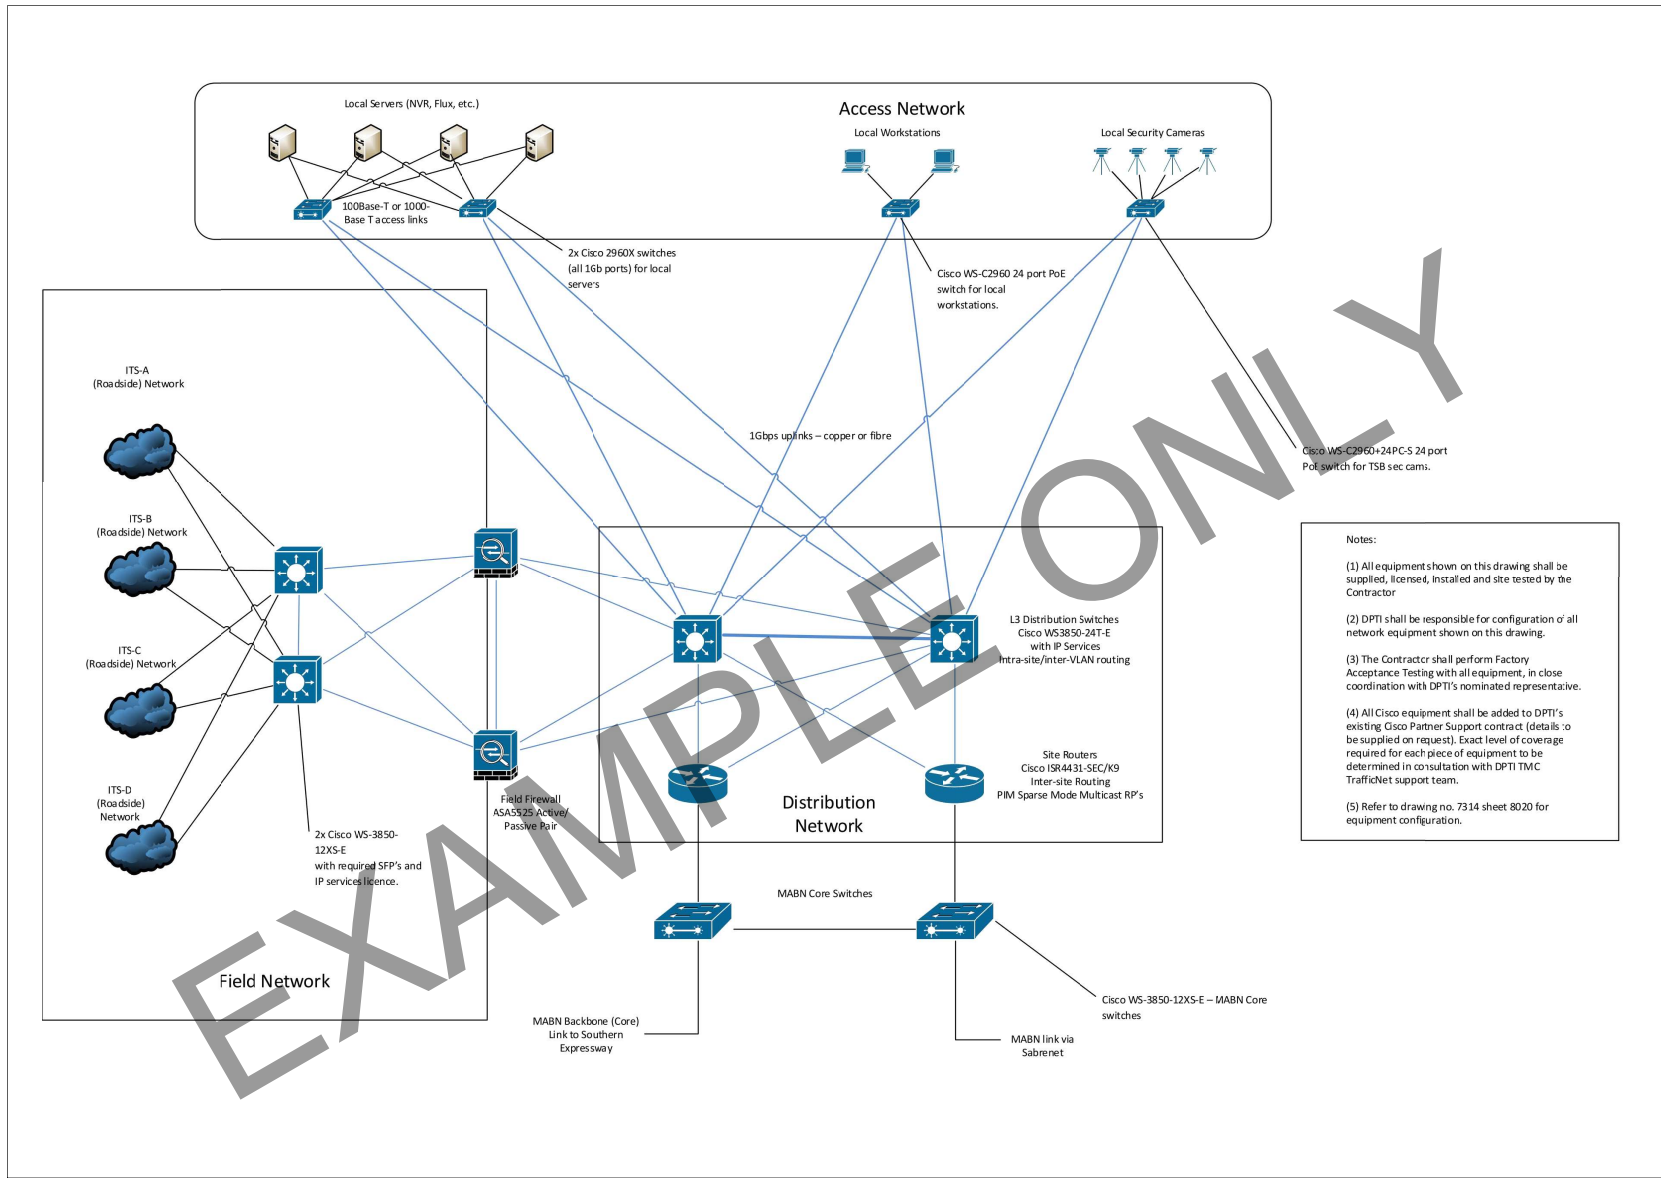 Local Servers (NVR, Flux, etc.)
Access Network
Local Workstations
Local Security Cameras
100Base-T or 1000-
Base T access links
2x Cisco 2960X switches
(all 1Gb ports) for local
servers
Cisco WS-C2960 24 port PoE
switch for local
workstations.
ITS-A
(Roadside) Network
1Gbps uplinks – copper or fibre
Cisco WS-C2960+24PC-S 24 port
PoE switch for TSB sec cams.
ITS-B
(Roadside) Network
ITS-C
(Roadside) Network
ITS-D
(Roadside)
Network
2x Cisco WS-3850-
12XS-E
with required SFP's and
IP services licence.
Field Firewall
ASA5525 Active/
Passive Pair
L3 Distribution Switches
Cisco WS3850-24T-E
with IP Services
Intra-site/inter-VLAN routing
Site Routers
Cisco ISR4431-SEC/K9
Inter-site Routing
PIM Sparse Mode Multicast RP's
Distribution
Network
MABN Core Switches
Field Network
MABN Backbone (Core)
Link to Southern
Expressway
Cisco WS-3850-12XS-E – MABN Core
switches
MABN link via
Sabrenet
Notes:
(1) All equipment shown on this drawing shall be
supplied, licensed, installed and site tested by the
Contractor
(2) DPTI shall be responsible for configuration of all
network equipment shown on this drawing.
(3) The Contractor shall perform Factory
Acceptance Testing with all equipment, in close
coordination with DPTI's nominated representative.
(4) All Cisco equipment shall be added to DPTI's
existing Cisco Partner Support contract (details to
be supplied on request). Exact level of coverage
required for each piece of equipment to be
determined in consultation with DPTI TMC
TrafficNet support team.
(5) Refer to drawing no. 7314 sheet 8020 for
equipment configuration.
EXAMPLE ONLY